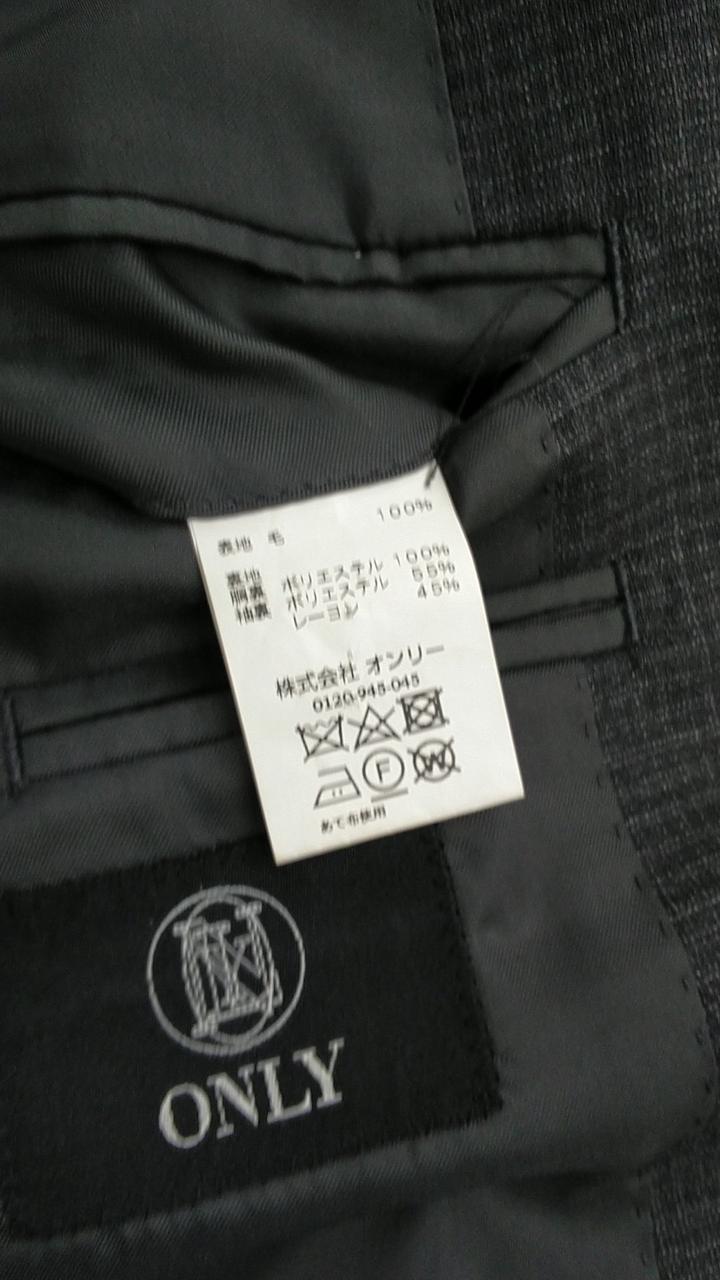 表地 毛 100%
裏地
胴裏 ポリエステル 100%
袖裏 ポリエステル 55%
レーヨン 45%
株式会社 オンリー
0120-945-045
F W
あて布使用
ONLY